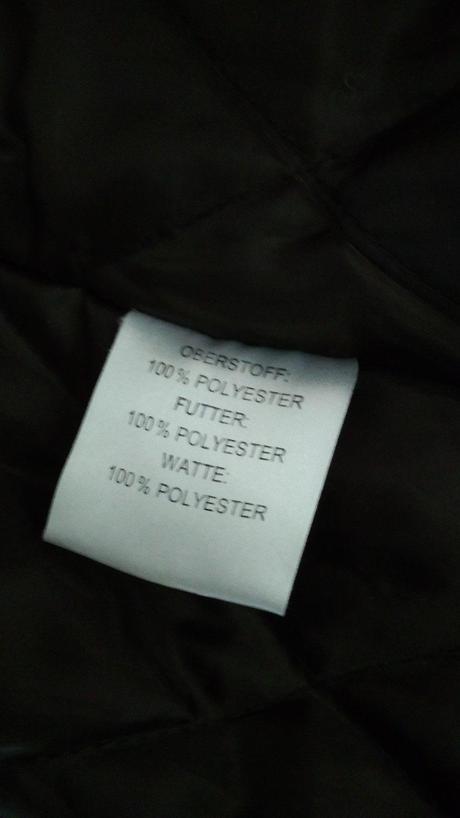 OBERSTOFF:
100% POLYESTER
FUTTER:
100% POLYESTER
WATTE:
100% POLYESTER